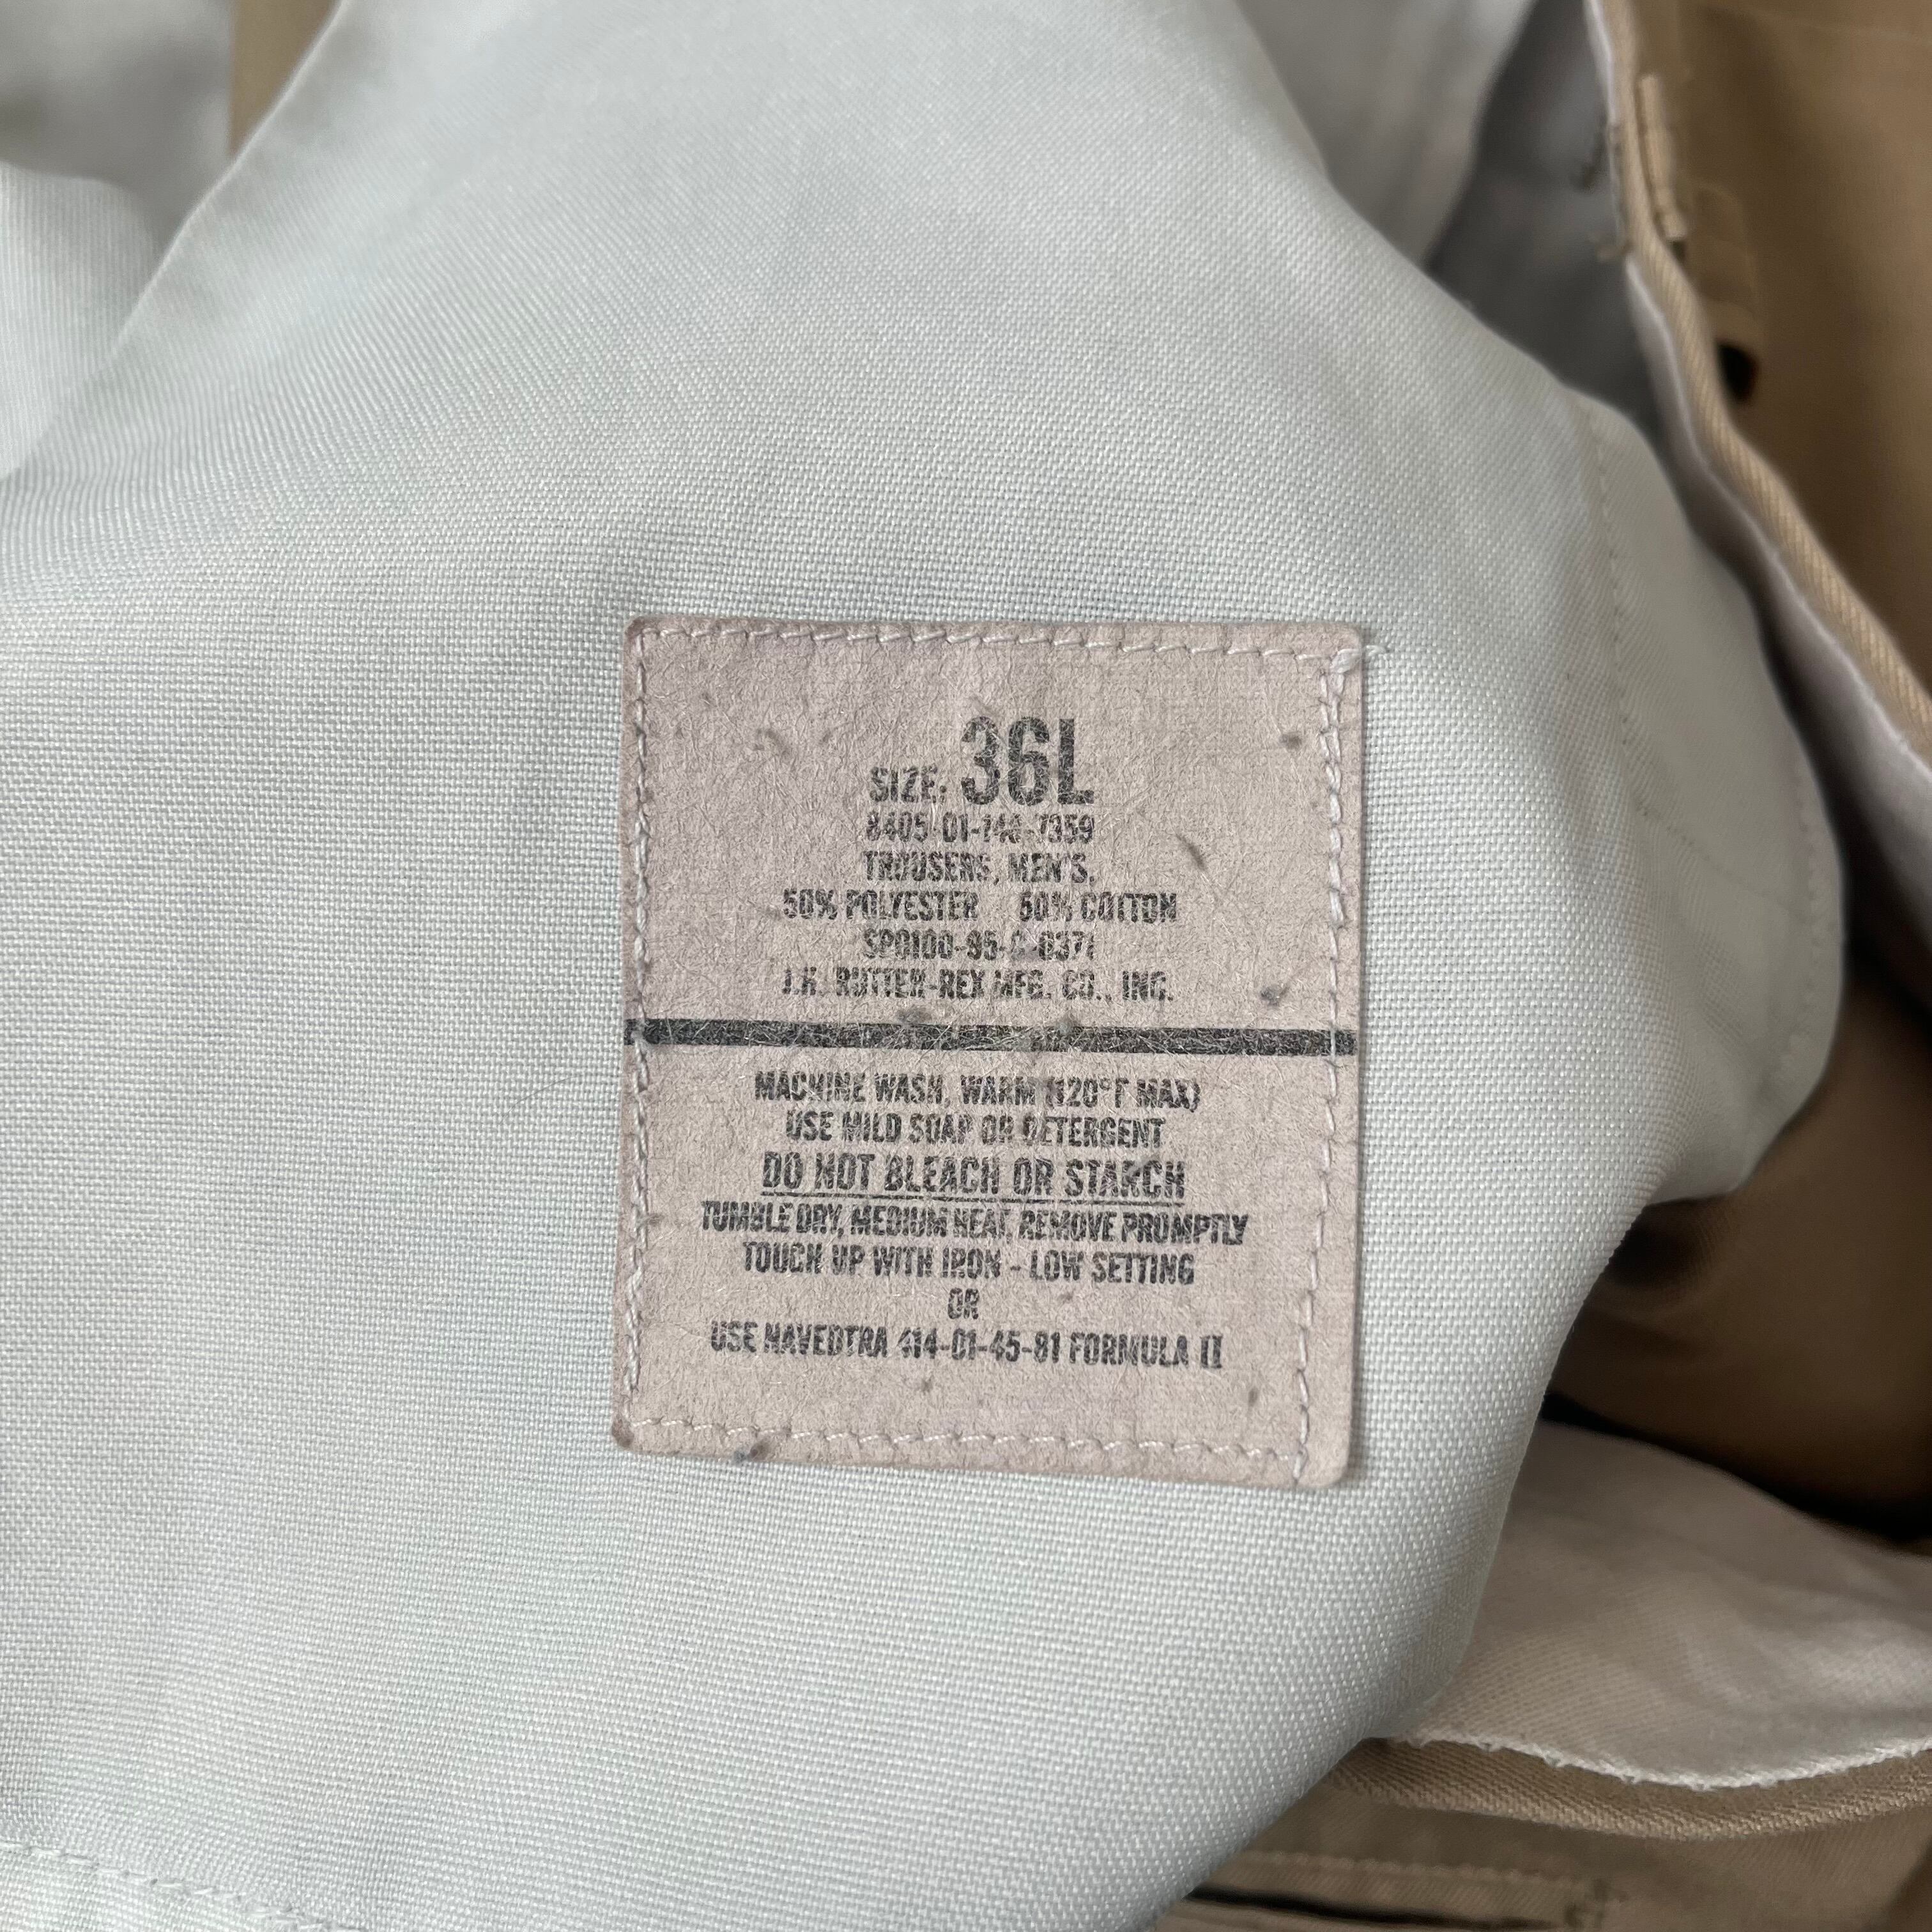 SIZE: 36L
8405-01-148-7359
TROUSERS, MEN'S.
50% POLYESTER 50% COTTON
SP0100-95-C-0371
J.H. RUTTER-REX MFG. CO., INC.
MACHINE WASH, WARM (120°F MAX)
USE MILD SOAP OR DETERGENT
DO NOT BLEACH OR STARCH
TUMBLE DRY, MEDIUM HEAT, REMOVE PROMPTLY
TOUCH UP WITH IRON - LOW SETTING
OR
USE NAVEDTRA 414-01-45-81 FORMULA II